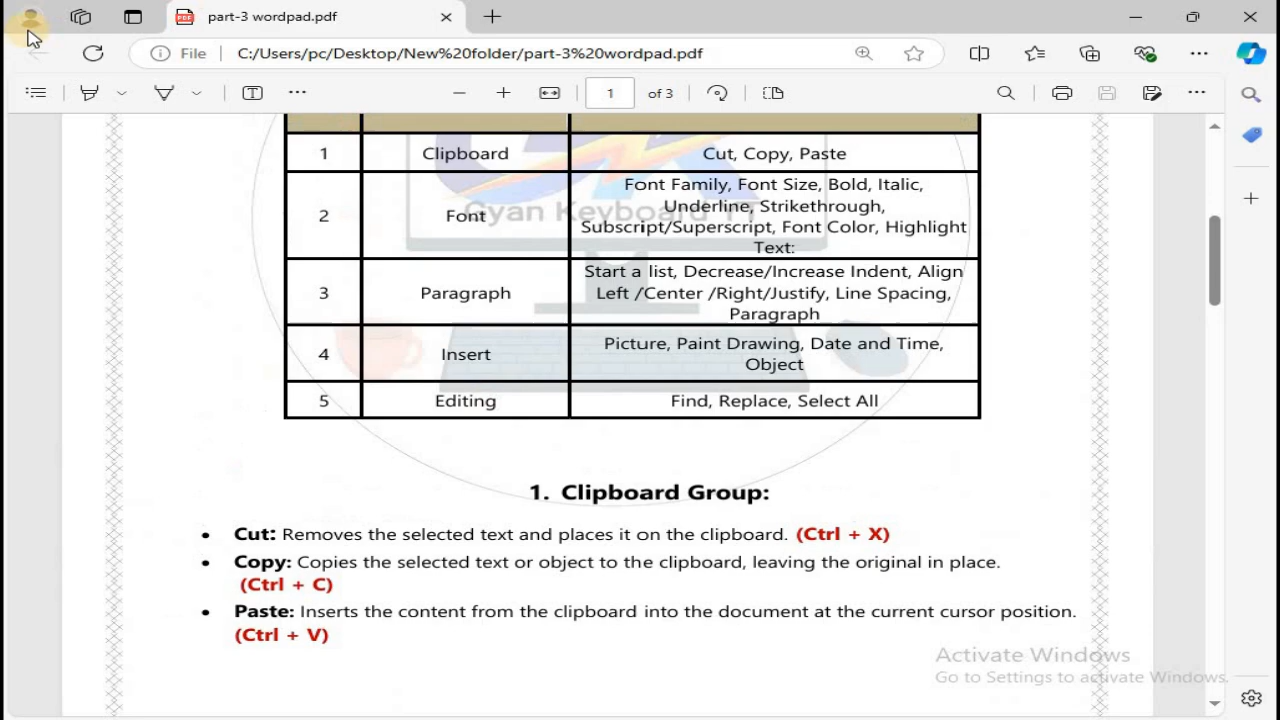 part-3 wordpad.pdf
File C:/Users/pc/Desktop/New%20folder/part-3%20wordpad.pdf
1 of 3
1 Clipboard Cut, Copy, Paste
2 Font Font Family, Font Size, Bold, Italic,
Underline, Strikethrough,
Subscript/Superscript, Font Color, Highlight
Text:
3 Paragraph Start a list, Decrease/Increase Indent, Align
Left /Center /Right/Justify, Line Spacing,
Paragraph
4 Insert Picture, Paint Drawing, Date and Time,
Object
5 Editing Find, Replace, Select All
Gyan Keyboard IT
1. Clipboard Group:
• Cut: Removes the selected text and places it on the clipboard. (Ctrl + X)
• Copy: Copies the selected text or object to the clipboard, leaving the original in place.
(Ctrl + C)
• Paste: Inserts the content from the clipboard into the document at the current cursor position.
(Ctrl + V)
Activate Windows
Go to Settings to activate Windows.